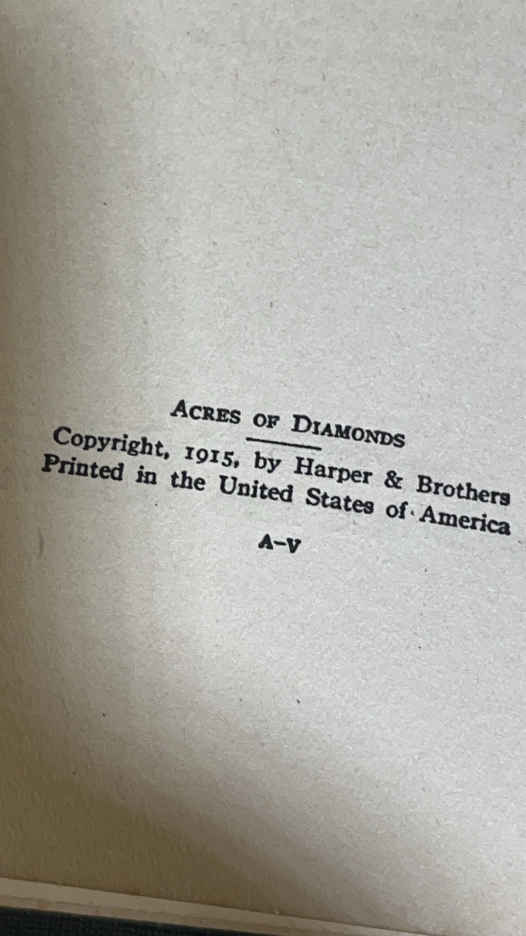 ACRES OF DIAMONDS
Copyright, 1915, by Harper & Brothers
Printed in the United States of America
A-V